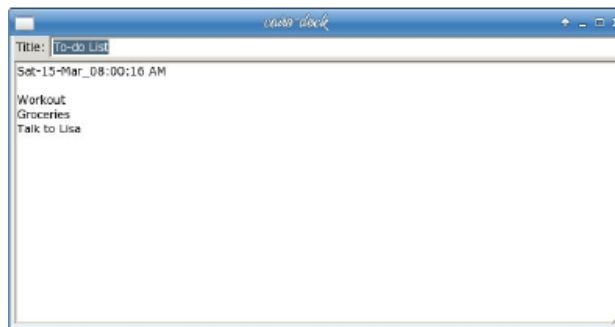 cairo-dock
Title: To-do List
Sat-15-Mar_08:00:16 AM
Workout
Groceries
Talk to Lisa